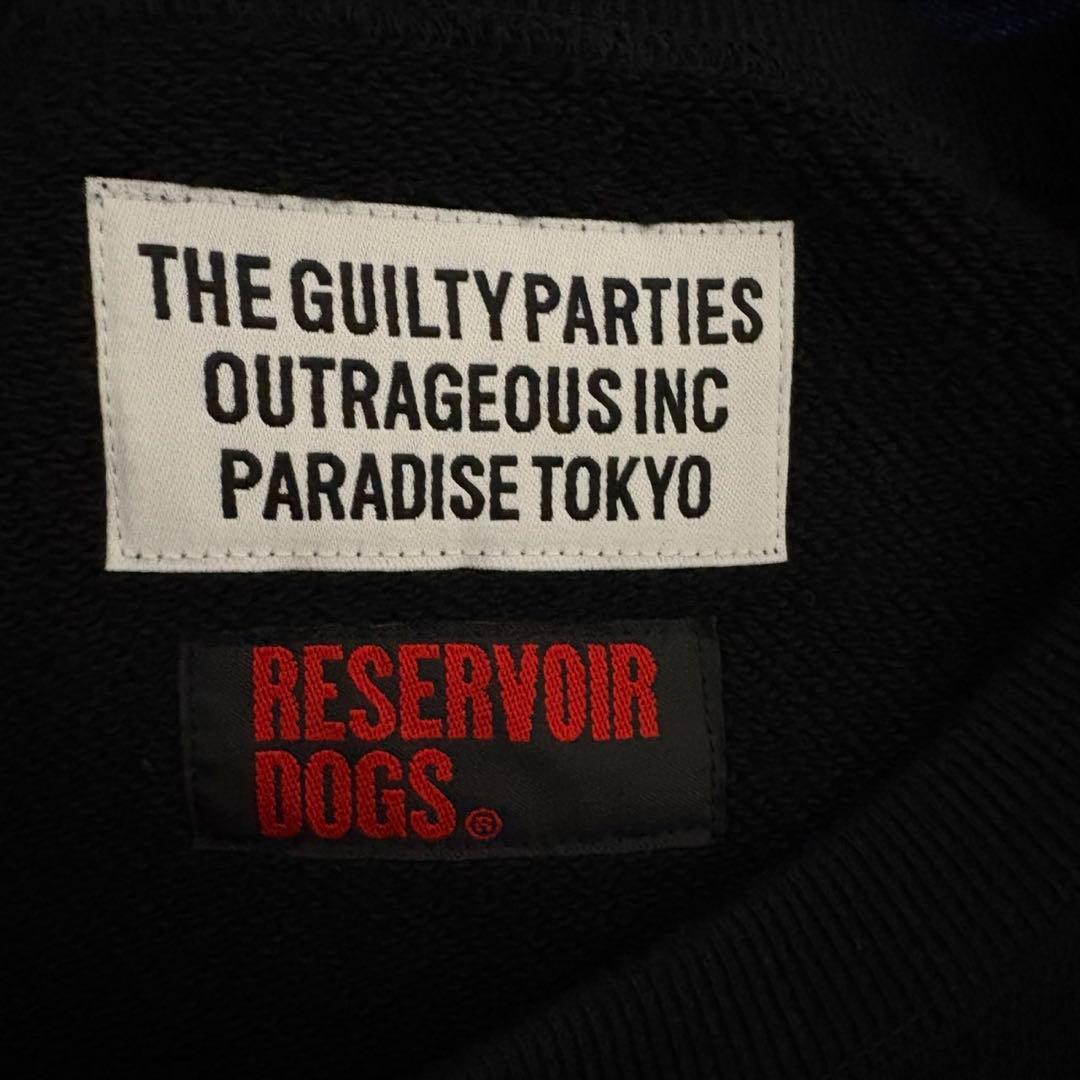 THE GUILTY PARTIES
OUTRAGEOUS INC
PARADISE TOKYO
RESERVOIR
DOGS®